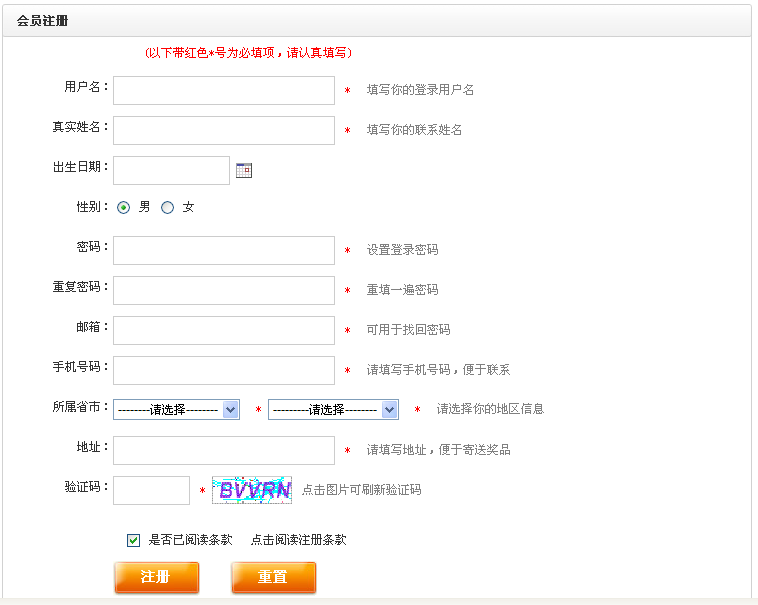 会员注册
(以下带红色*号为必填项，请认真填写)
用户名： * 填写你的登录用户名
真实姓名： * 填写你的联系姓名
出生日期：
性别： 男 女
密码： * 设置登录密码
重复密码： * 重填一遍密码
邮箱： * 可用于找回密码
手机号码： * 请填写手机号码，便于联系
所属省市： --------请选择-------- * ---------请选择-------- * 请选择你的地区信息
地址： * 请填写地址，便于寄送奖品
验证码： * BVVRN 点击图片可刷新验证码
是否已阅读条款 点击阅读注册条款
注册 重置